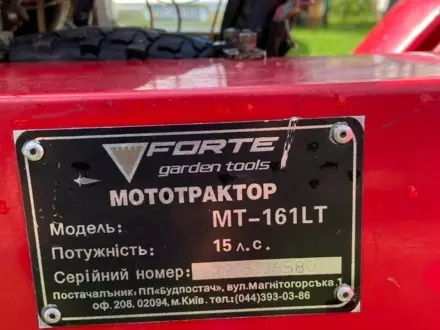 FORTE
garden tools
МОТОТРАКТОР
Модель: МТ-161LT
Потужність: 15 л.с.
Серійний номер:
Постачальник, ПП«Будпостач», вул.Магнітогорська 1
оф. 208, 02094, м.Київ. тел.:(044)393-03-86